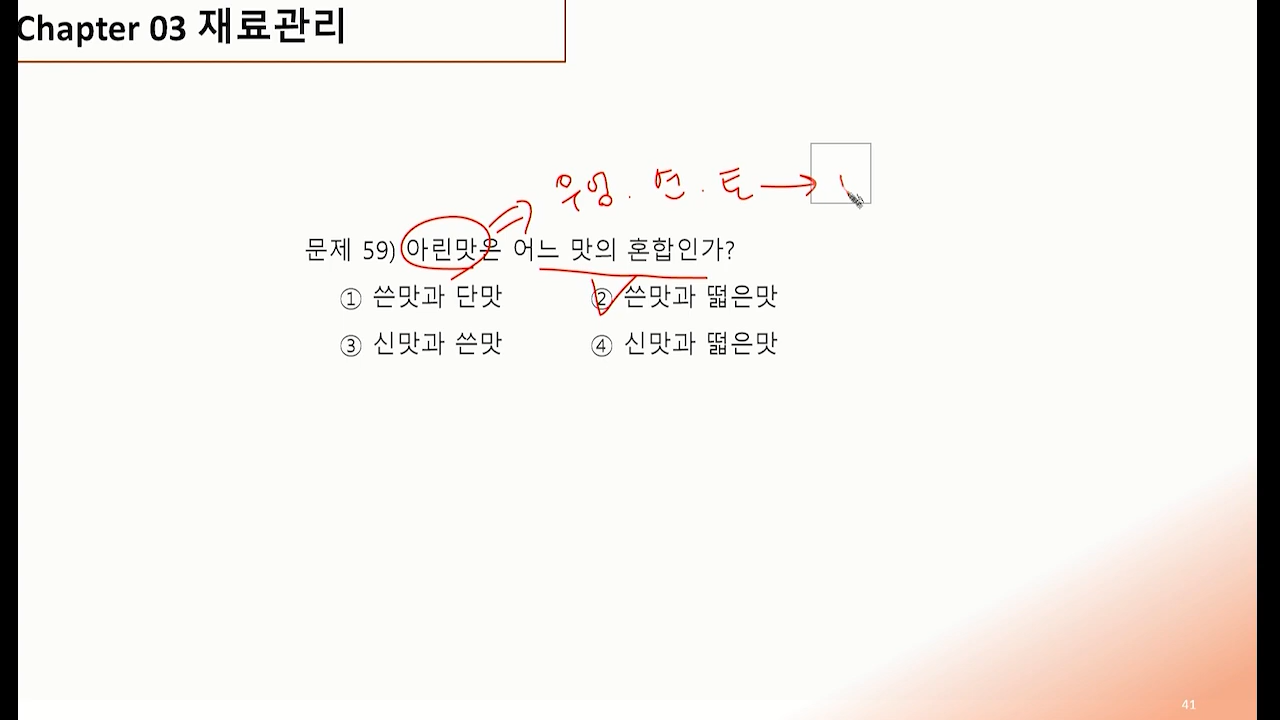 Chapter 03 재료관리
우엉 . 연 . 토 →
문제 59) 아린맛은 어느 맛의 혼합인가?
① 쓴맛과 단맛 ② 쓴맛과 떫은맛
③ 신맛과 쓴맛 ④ 신맛과 떫은맛
41